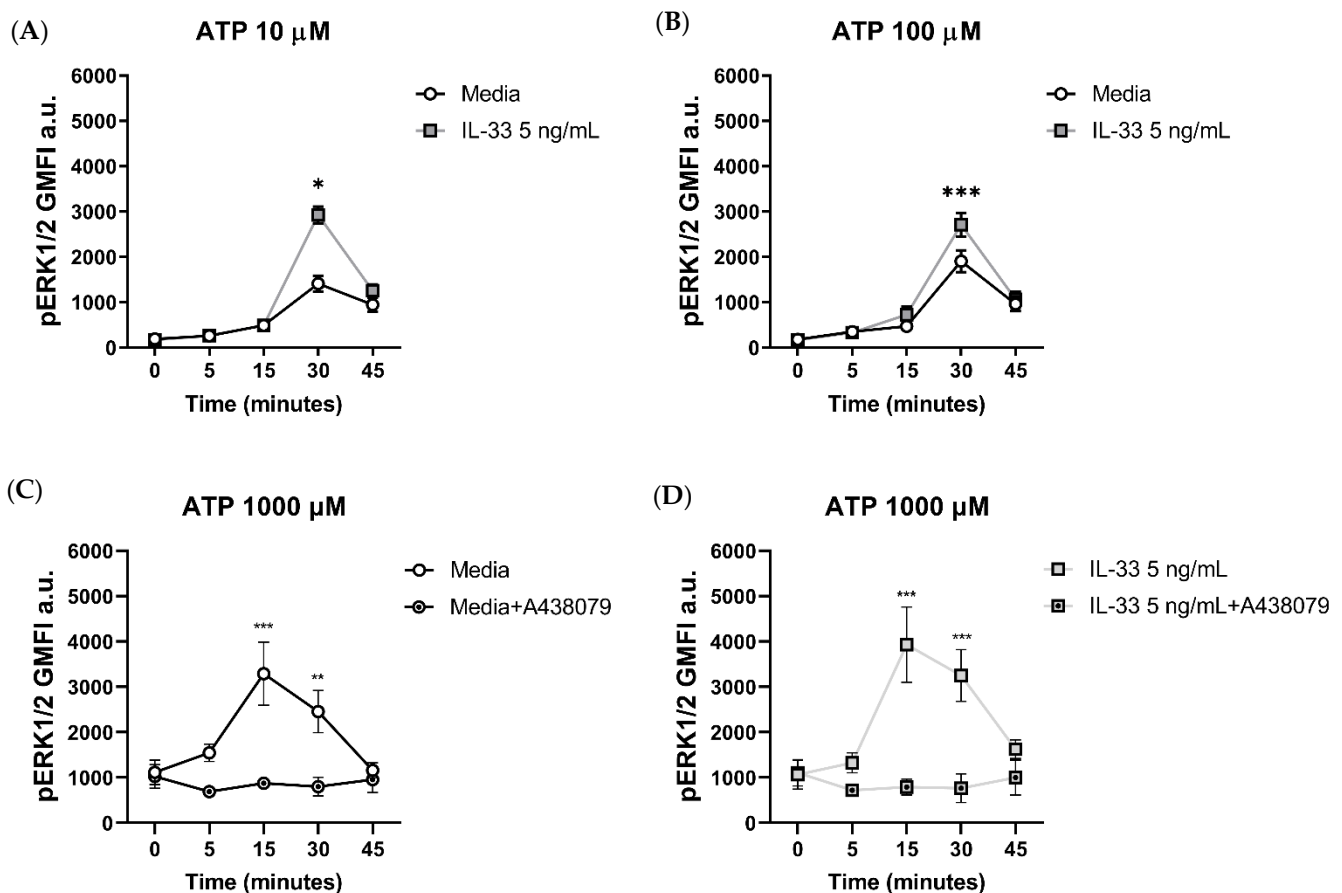 (A)
ATP 10 μM
pERK1/2 GMFI a.u.
6000
5000
4000
3000
2000
1000
0
*
0 5 15 30 45
Time (minutes)
Media
IL-33 5 ng/mL
(B)
ATP 100 μM
pERK1/2 GMFI a.u.
6000
5000
4000
3000
2000
1000
0
***
0 5 15 30 45
Time (minutes)
Media
IL-33 5 ng/mL
(C)
ATP 1000 µM
pERK1/2 GMFI a.u.
6000
5000
4000
3000
2000
1000
0
***
**
0 5 15 30 45
Time (minutes)
Media
Media+A438079
(D)
ATP 1000 µM
pERK1/2 GMFI a.u.
6000
5000
4000
3000
2000
1000
0
***
***
0 5 15 30 45
Time (minutes)
IL-33 5 ng/mL
IL-33 5 ng/mL+A438079